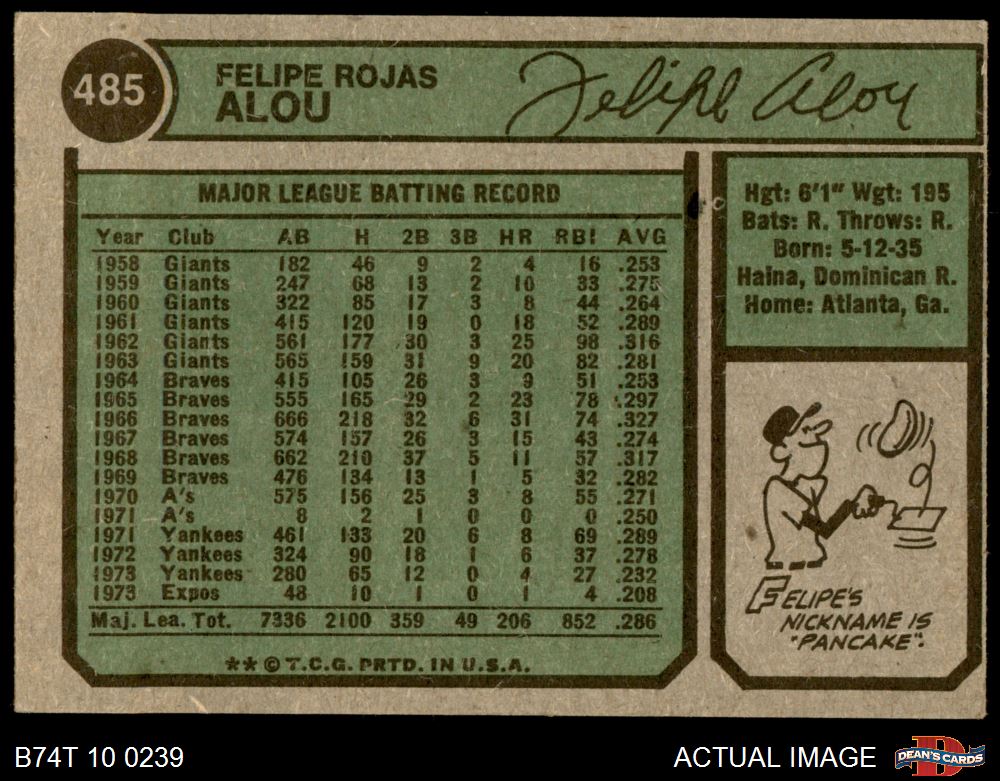 485
FELIPE ROJAS
ALOU
Felipe Alou
MAJOR LEAGUE BATTING RECORD
Year Club AB H 2B 3B HR RBI AVG
1958 Giants 182 46 9 2 4 16 .253
1959 Giants 247 68 13 2 10 33 .275
1960 Giants 322 85 17 3 8 44 .264
1961 Giants 415 120 19 0 18 52 .289
1962 Giants 561 177 30 3 25 98 .316
1963 Giants 565 159 31 9 20 82 .281
1964 Braves 415 105 26 3 9 51 .253
1965 Braves 555 165 29 2 23 78 .297
1966 Braves 666 218 32 6 31 74 .327
1967 Braves 574 157 26 3 15 43 .274
1968 Braves 662 210 37 5 11 57 .317
1969 Braves 476 134 13 1 5 32 .282
1970 A's 575 156 25 3 8 55 .271
1971 A's 8 2 1 0 0 0 .250
1971 Yankees 461 133 20 6 8 69 .289
1972 Yankees 324 90 18 1 6 37 .278
1973 Yankees 280 65 12 0 4 27 .232
1973 Expos 48 10 1 0 1 4 .208
Maj. Lea. Tot. 7336 2100 359 49 206 852 .286
** © T.C.G. PRTD. IN U.S.A.
Hgt: 6'1" Wgt: 195
Bats: R. Throws: R.
Born: 5-12-35
Haina, Dominican R.
Home: Atlanta, Ga.
FELIPE'S
NICKNAME IS
"PANCAKE".
B74T 10 0239
ACTUAL IMAGE
D
DEAN'S CARDS